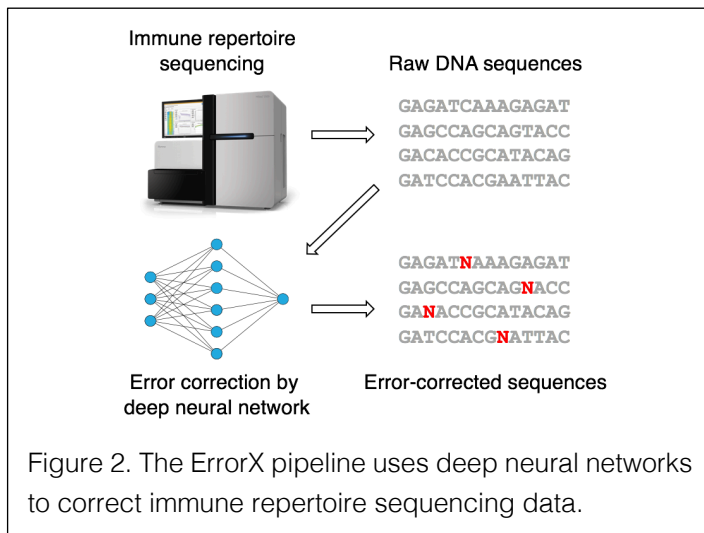 Immune repertoire
sequencing
Raw DNA sequences
GAGATCAAAGAGAT
GAGCCAGCAGTACC
GACACCGCATACAG
GATCCACGAATTAC
Error correction by
deep neural network
GAGATNAAAGAGAT
GAGCCAGCAGNACC
GANACCGCATACAG
GATCCACGNATTAC
Error-corrected sequences
Figure 2. The ErrorX pipeline uses deep neural networks
to correct immune repertoire sequencing data.